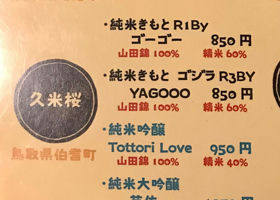 ・純米きもと R1By
ゴーゴー 850 円
山田錦 100% 精米 60%
・純米きもと ゴジラ R3BY
YAGOOO 850 円
山田錦 100% 精米 60%
久米桜
鳥取県伯耆町
・純米吟醸
Tottori Love 950 円
山田錦 100% 精米 40%
・純米大吟醸